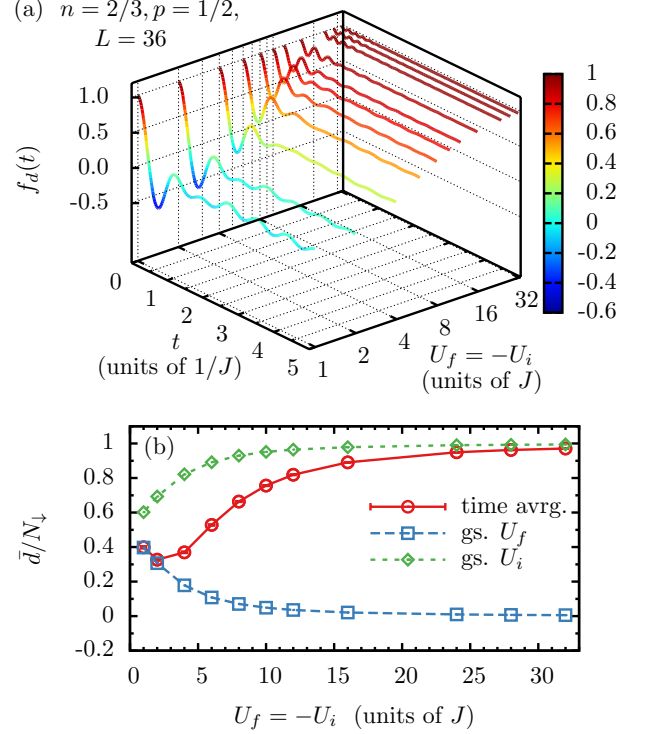 (a) n = 2/3, p = 1/2,
L = 36
1.0
0.5
0.0
-0.5
f_d(t)
0
1
2
3
4
5
t
(units of 1/J)
1
2
4
8
16
32
U_f = −U_i
(units of J)
1
0.8
0.6
0.4
0.2
0
-0.2
-0.4
-0.6
(b)
1
0.8
0.6
0.4
0.2
0
-0.2
d̄/N_↓
time avrg.
gs. U_f
gs. U_i
0 5 10 15 20 25 30
U_f = −U_i (units of J)